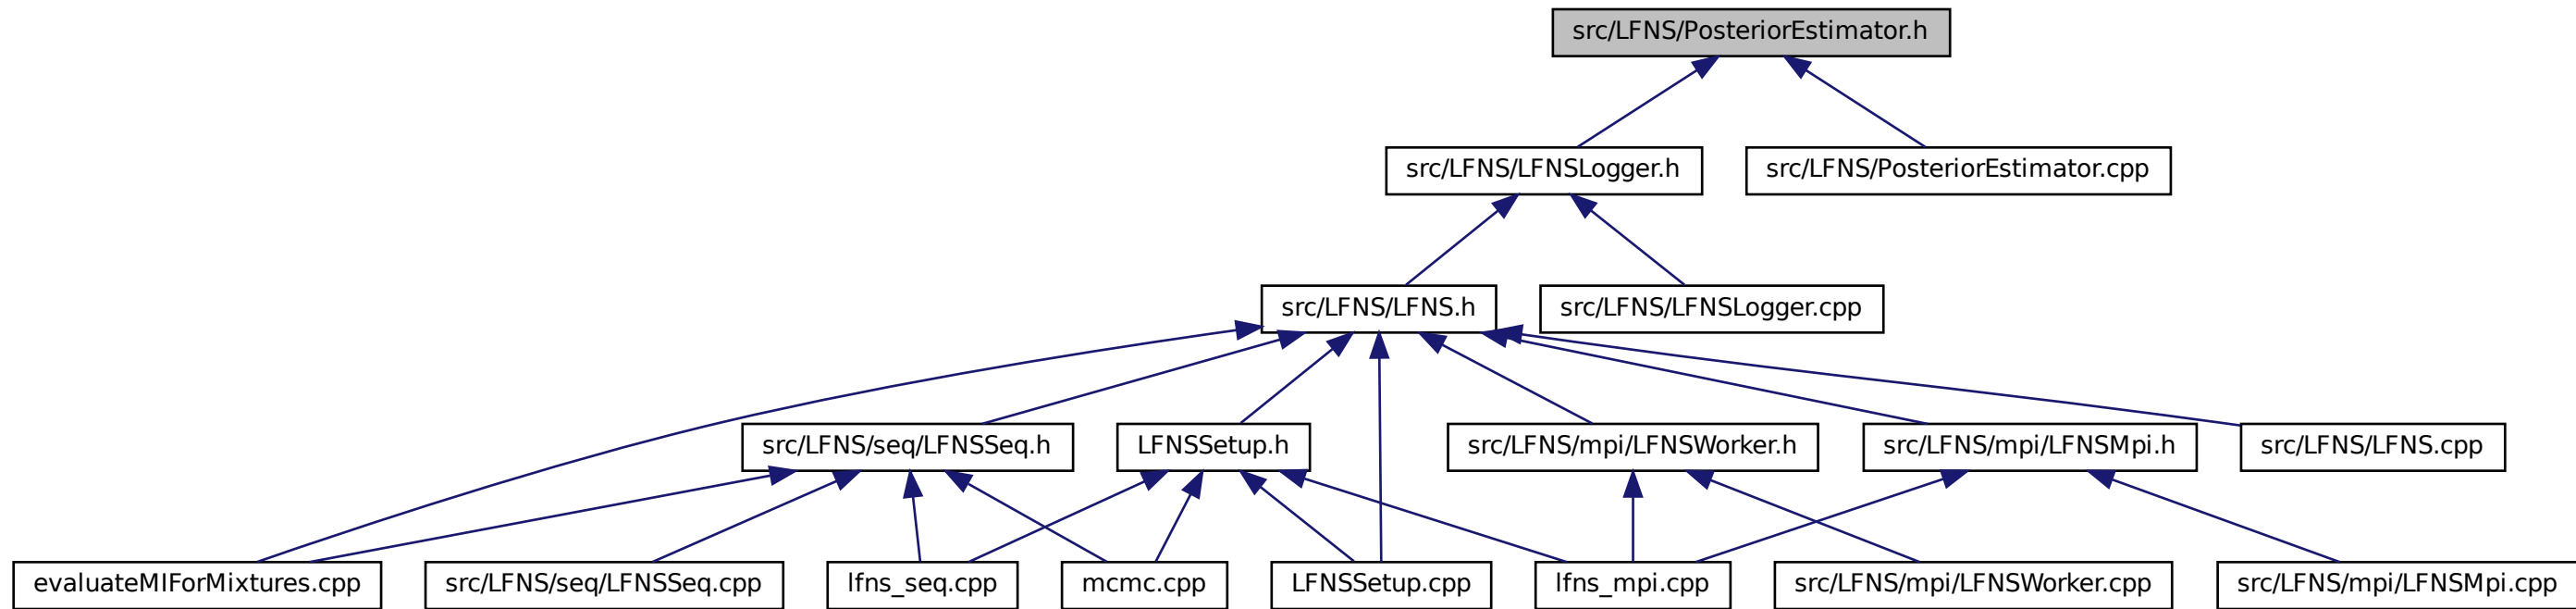 src/LFNS/PosteriorEstimator.h
src/LFNS/LFNSLogger.h
src/LFNS/PosteriorEstimator.cpp
src/LFNS/LFNS.h
src/LFNS/LFNSLogger.cpp
src/LFNS/seq/LFNSSeq.h
LFNSSetup.h
src/LFNS/mpi/LFNSWorker.h
src/LFNS/mpi/LFNSMpi.h
src/LFNS/LFNS.cpp
evaluateMIForMixtures.cpp
src/LFNS/seq/LFNSSeq.cpp
lfns_seq.cpp
mcmc.cpp
LFNSSetup.cpp
lfns_mpi.cpp
src/LFNS/mpi/LFNSWorker.cpp
src/LFNS/mpi/LFNSMpi.cpp